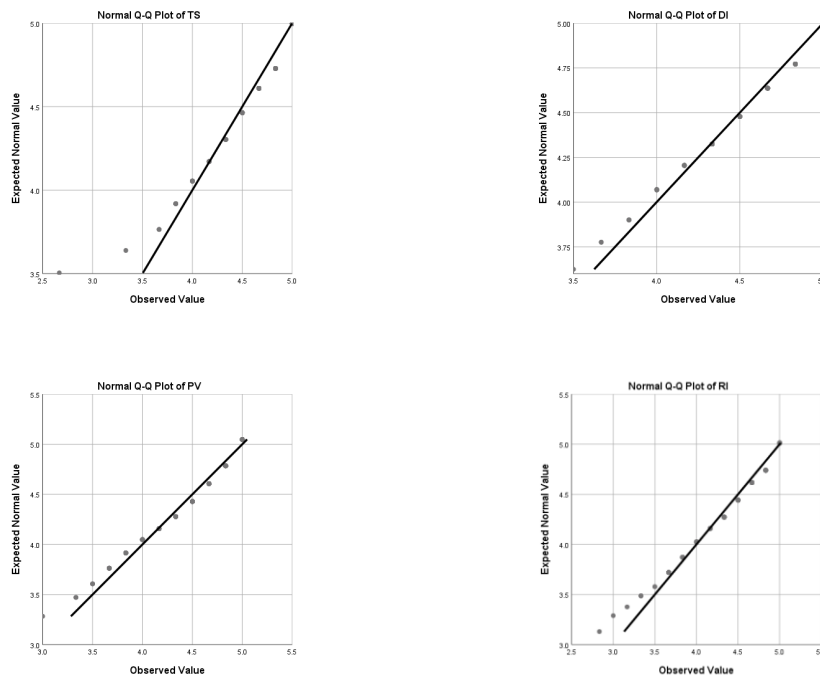 Normal Q-Q Plot of TS
5.0
4.5
4.0
3.5
Expected Normal Value
2.5 3.0 3.5 4.0 4.5 5.0
Observed Value
Normal Q-Q Plot of DI
5.00
4.75
4.50
4.25
4.00
3.75
Expected Normal Value
3.5 4.0 4.5 5.0
Observed Value
Normal Q-Q Plot of PV
5.5
5.0
4.5
4.0
3.5
3.0
Expected Normal Value
3.0 3.5 4.0 4.5 5.0 5.5
Observed Value
Normal Q-Q Plot of RI
5.5
5.0
4.5
4.0
3.5
3.0
Expected Normal Value
2.5 3.0 3.5 4.0 4.5 5.0
Observed Value